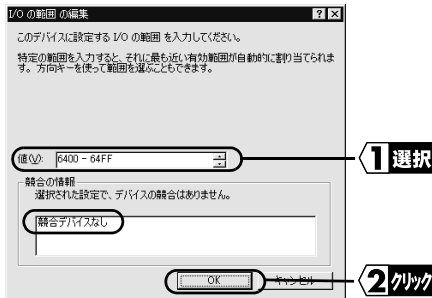 I/O の範囲 の編集
このデバイスに設定する I/O の範囲 を入力してください。
特定の範囲を入力すると、それに最も近い有効範囲が自動的に割り当てられま
す。方向キーを使って範囲を選ぶこともできます。
値(V): 6400 - 64FF
1 選択
競合の情報
選択された設定で、デバイスの競合はありません。
競合デバイスなし
OK キャンセル
2 クリック